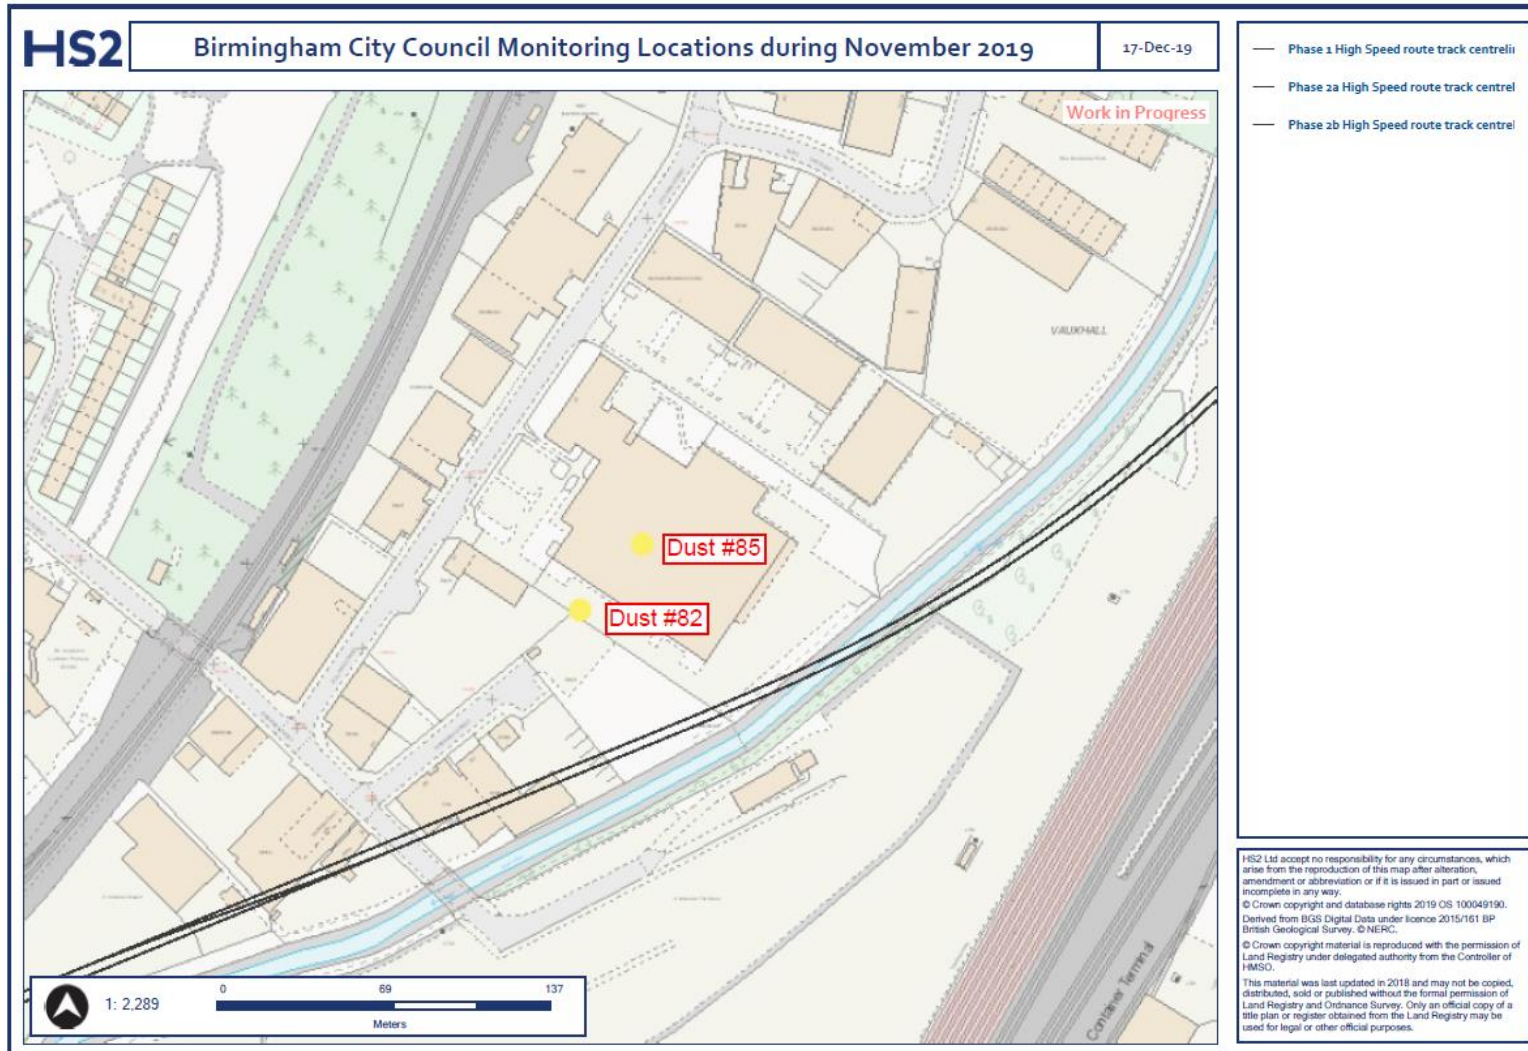 HS2
Birmingham City Council Monitoring Locations during November 2019
17-Dec-19
Work in Progress
VAUXHALL
Dust #85
Dust #82
Container Terminal
1: 2,289
0 69 137
Meters
Phase 1 High Speed route track centrelin
Phase 2a High Speed route track centrel
Phase 2b High Speed route track centrel
HS2 Ltd accept no responsibility for any circumstances, which
arise from the reproduction of this map after alteration,
amendment or abbreviation or if it is issued in part or issued
incomplete in any way.
© Crown copyright and database rights 2019 OS 100049190.
Derived from BGS Digital Data under licence 2015/161 BP
British Geological Survey. © NERC.
© Crown copyright material is reproduced with the permission of
Land Registry under delegated authority from the Controller of
HMSO.
This material was last updated in 2018 and may not be copied,
distributed, sold or published without the formal permission of
Land Registry and Ordnance Survey. Only an official copy of a
title plan or register obtained from the Land Registry may be
used for legal or other official purposes.